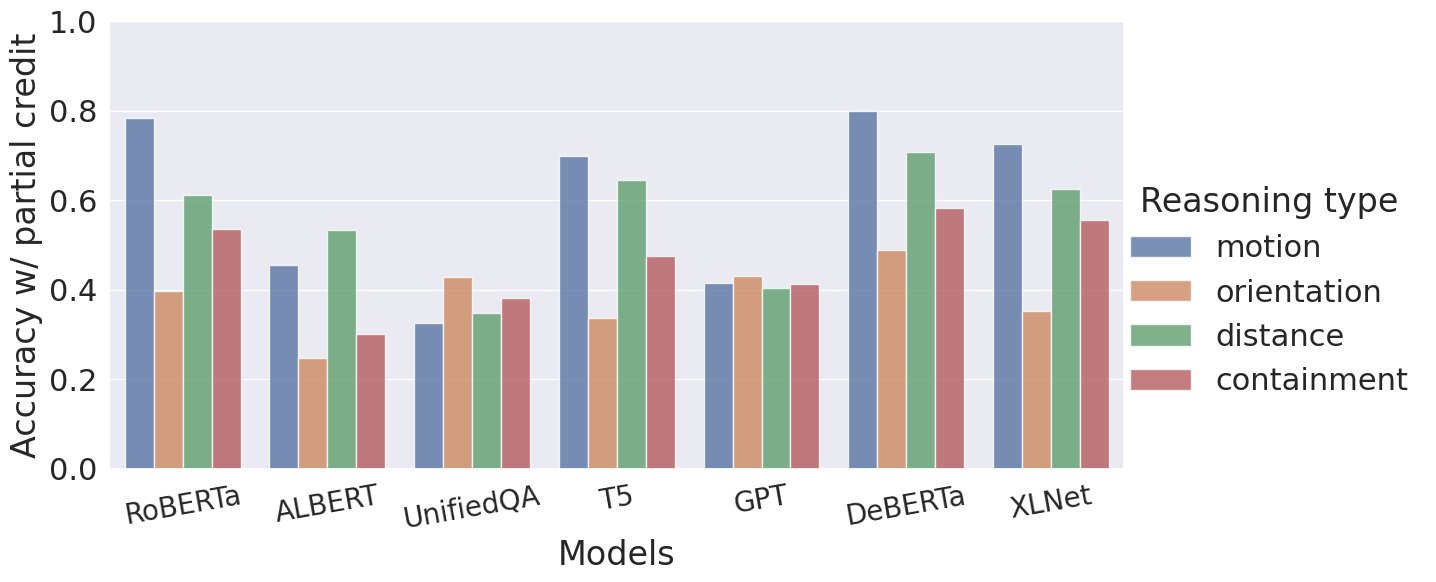 Accuracy w/ partial credit
1.0
0.8
0.6
0.4
0.2
0.0
RoBERTa
ALBERT
UnifiedQA
T5
GPT
DeBERTa
XLNet
Models
Reasoning type
motion
orientation
distance
containment